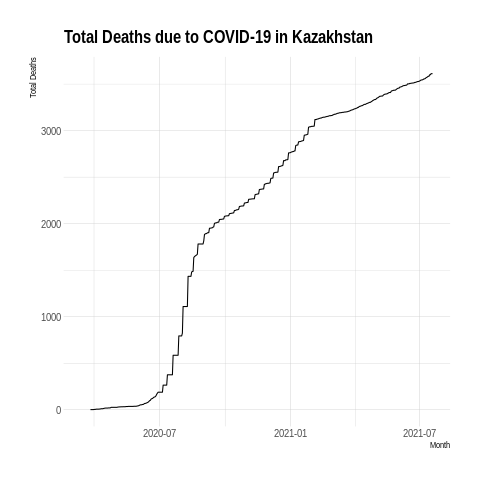 Total Deaths due to COVID-19 in Kazakhstan
Total Deaths
3000
2000
1000
0
2020-07
2021-01
2021-07
Month